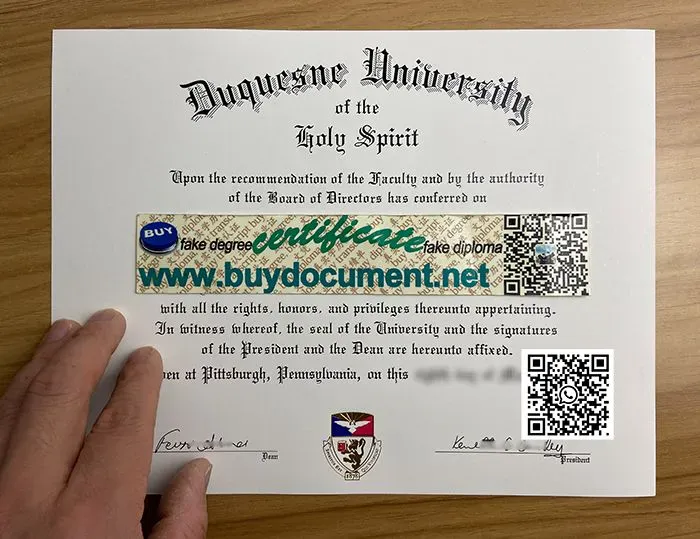 Duquesne University
of the
Holy Spirit
Upon the recommendation of the Faculty and by the authority
of the Board of Directors has conferred on
BUY fake degree certificate fake diploma
www.buydocument.net
with all the rights, honors, and privileges thereunto appertaining.
In witness whereof, the seal of the University and the signatures
of the President and the Dean are hereunto affixed.
en at Pittsburgh, Pennsylvania, on this
Dean
President
1878